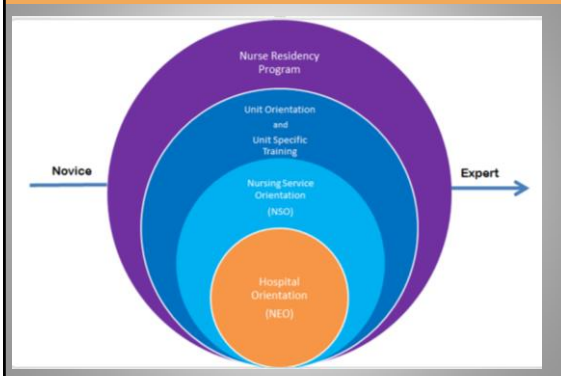 Nurse Residency
Program
Unit Orientation
and
Unit Specific
Training
Novice
Expert
Nursing Service
Orientation
(NSO)
Hospital
Orientation
(NEO)